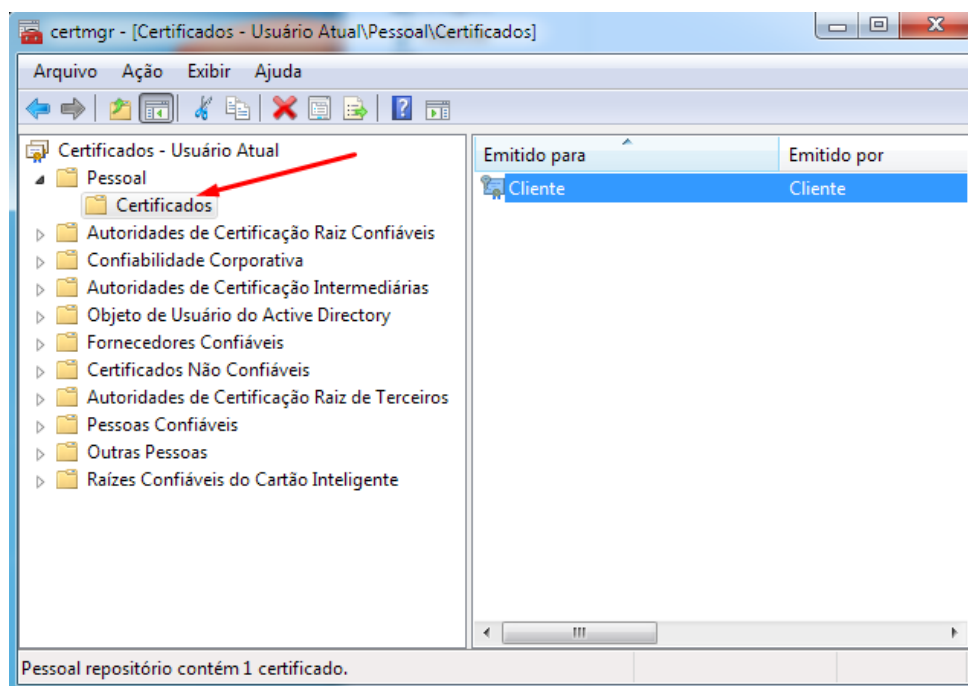 certmgr - [Certificados - Usuário Atual\Pessoal\Certificados]
Arquivo Ação Exibir Ajuda
Certificados - Usuário Atual
Pessoal
Certificados
Autoridades de Certificação Raiz Confiáveis
Confiabilidade Corporativa
Autoridades de Certificação Intermediárias
Objeto de Usuário do Active Directory
Fornecedores Confiáveis
Certificados Não Confiáveis
Autoridades de Certificação Raiz de Terceiros
Pessoas Confiáveis
Outras Pessoas
Raízes Confiáveis do Cartão Inteligente
Emitido para Emitido por
Cliente Cliente
Pessoal repositório contém 1 certificado.